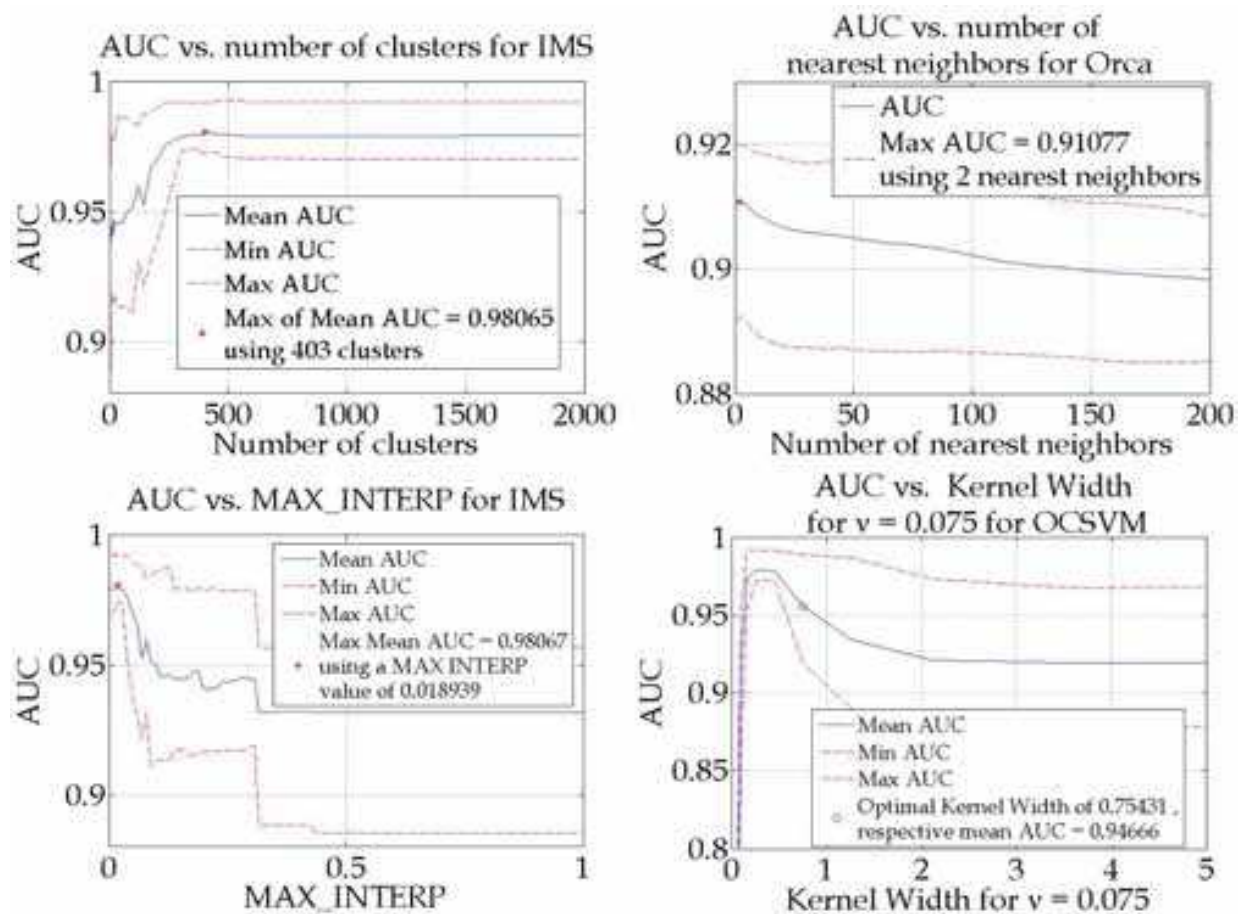 AUC vs. number of clusters for IMS
1
0.95
0.9
AUC
Mean AUC
Min AUC
Max AUC
Max of Mean AUC = 0.98065
using 403 clusters
0
500
1000
1500
2000
Number of clusters
AUC vs. number of
nearest neighbors for Orca
0.92
0.9
0.88
AUC
AUC
Max AUC = 0.91077
using 2 nearest neighbors
0
50
100
150
200
Number of nearest neighbors
AUC vs. MAX_INTERP for IMS
1
0.95
0.9
AUC
Mean AUC
Min AUC
Max AUC
Max Mean AUC = 0.98067
using a MAX INTERP
value of 0.018939
0
0.5
1
MAX_INTERP
AUC vs. Kernel Width
for ν = 0.075 for OCSVM
1
0.95
0.9
0.85
0.8
AUC
Mean AUC
Min AUC
Max AUC
Optimal Kernel Width of 0.75431 ,
respective mean AUC = 0.94666
0
1
2
3
4
5
Kernel Width for ν = 0.075